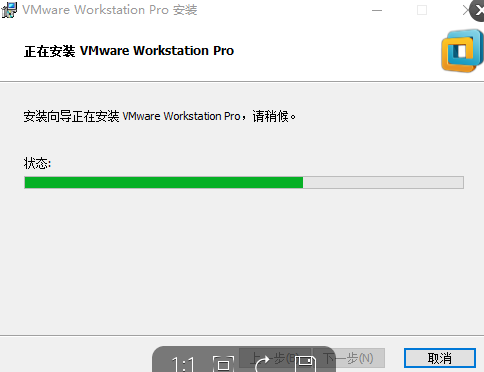 VMware Workstation Pro 安装
正在安装 VMware Workstation Pro
安装向导正在安装 VMware Workstation Pro，请稍候。
状态:
1:1
上一步(B) 下一步(N) 取消